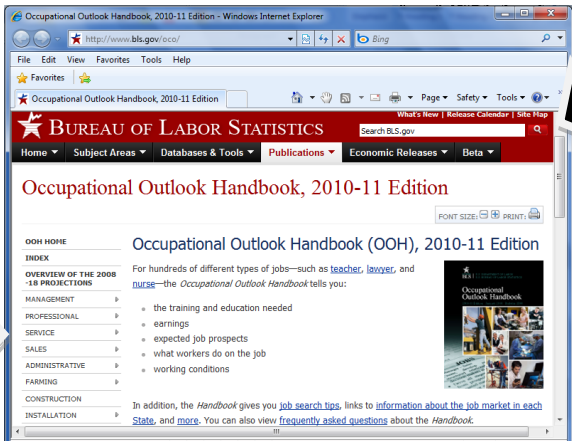 Occupational Outlook Handbook, 2010-11 Edition - Windows Internet Explorer
http://www.bls.gov/oco/
Bing
File Edit View Favorites Tools Help
Favorites
Occupational Outlook Handbook, 2010-11 Edition
Page Safety Tools
What's New | Release Calendar | Site Map
BUREAU OF LABOR STATISTICS
Search BLS.gov
Home Subject Areas Databases & Tools Publications Economic Releases Beta
Occupational Outlook Handbook, 2010-11 Edition
FONT SIZE: PRINT:
OOH HOME
INDEX
OVERVIEW OF THE 2008
-18 PROJECTIONS
MANAGEMENT
PROFESSIONAL
SERVICE
SALES
ADMINISTRATIVE
FARMING
CONSTRUCTION
INSTALLATION
Occupational Outlook Handbook (OOH), 2010-11 Edition
For hundreds of different types of jobs—such as teacher, lawyer, and
nurse—the Occupational Outlook Handbook tells you:
the training and education needed
earnings
expected job prospects
what workers do on the job
working conditions
Occupational
Outlook Handbook
In addition, the Handbook gives you job search tips, links to information about the job market in each
State, and more. You can also view frequently asked questions about the Handbook.